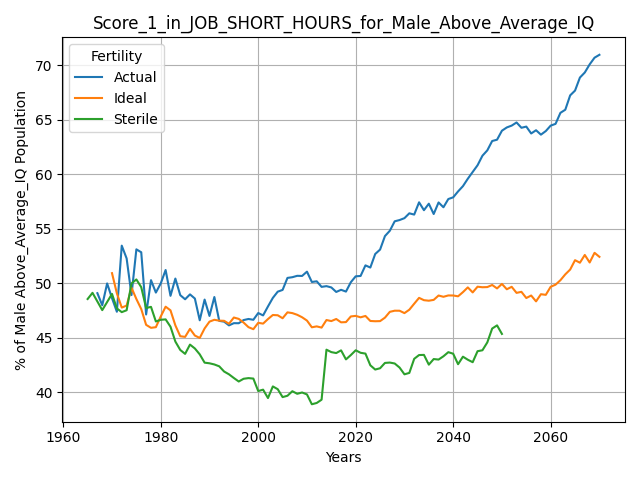 Score_1_in_JOB_SHORT_HOURS_for_Male_Above_Average_IQ
Fertility
Actual
Ideal
Sterile
% of Male Above_Average_IQ Population
70
65
60
55
50
45
40
1960
1980
2000
2020
2040
2060
Years